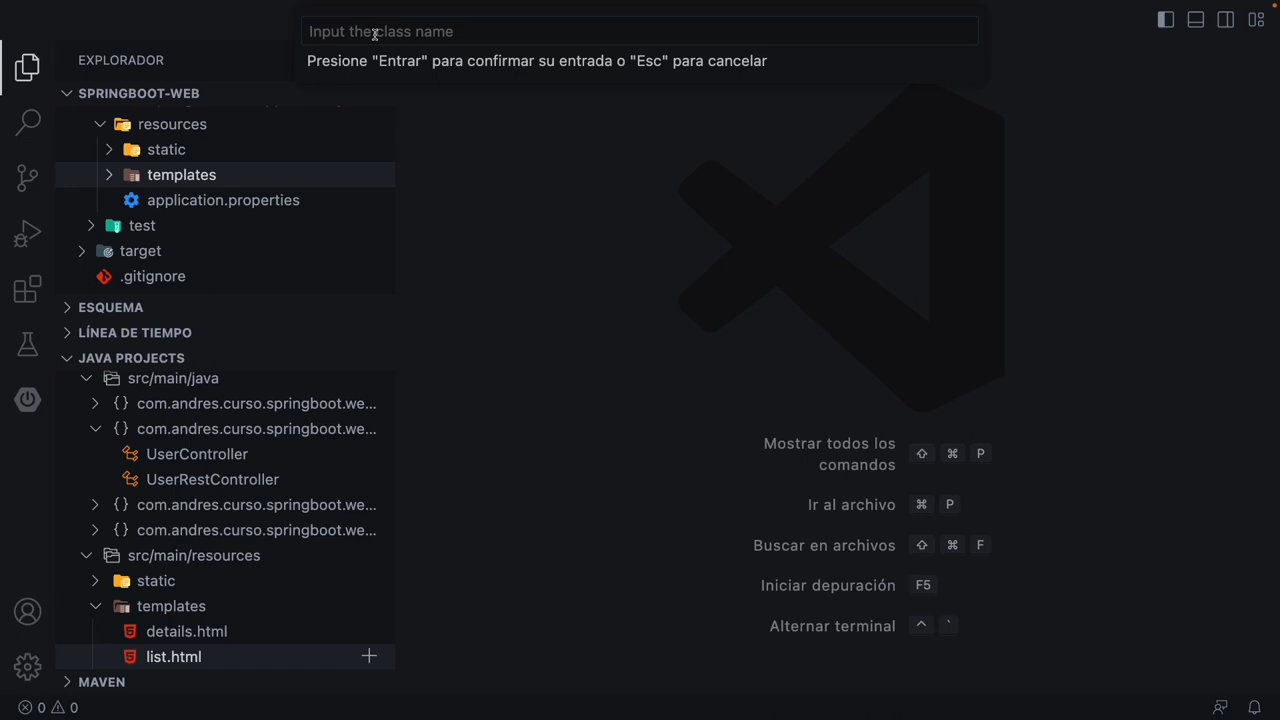 Input the class name
Presione "Entrar" para confirmar su entrada o "Esc" para cancelar
EXPLORADOR
SPRINGBOOT-WEB
resources
static
templates
application.properties
test
target
.gitignore
ESQUEMA
LÍNEA DE TIEMPO
JAVA PROJECTS
src/main/java
{} com.andres.curso.springboot.we...
{} com.andres.curso.springboot.we...
UserController
UserRestController
{} com.andres.curso.springboot.we...
{} com.andres.curso.springboot.we...
src/main/resources
static
templates
details.html
list.html
MAVEN
0 0
Mostrar todos los
comandos ⇧ ⌘ P
Ir al archivo ⌘ P
Buscar en archivos ⇧ ⌘ F
Iniciar depuración F5
Alternar terminal ^ `